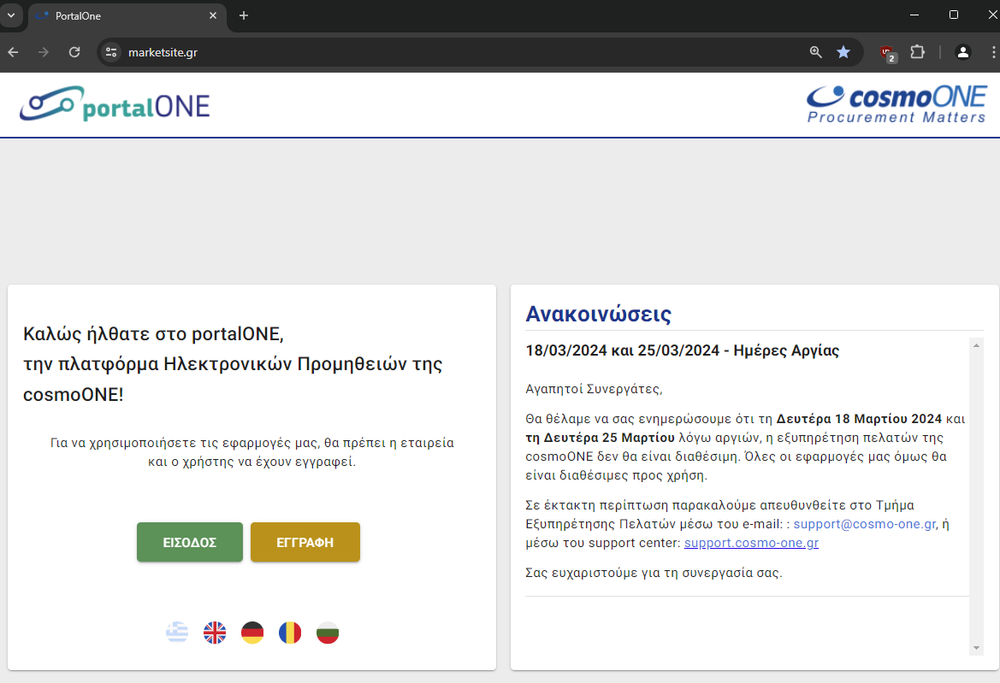 PortalOne
marketsite.gr
2
portalONE
cosmoONE
Procurement Matters
Καλώς ήλθατε στο portalONE,
την πλατφόρμα Ηλεκτρονικών Προμηθειών της
cosmoONE!
Για να χρησιμοποιήσετε τις εφαρμογές μας, θα πρέπει η εταιρεία
και ο χρήστης να έχουν εγγραφεί.
ΕΙΣΟΔΟΣ
ΕΓΓΡΑΦΗ
Ανακοινώσεις
18/03/2024 και 25/03/2024 - Ημέρες Αργίας
Αγαπητοί Συνεργάτες,
Θα θέλαμε να σας ενημερώσουμε ότι τη Δευτέρα 18 Μαρτίου 2024 και
τη Δευτέρα 25 Μαρτίου λόγω αργιών, η εξυπηρέτηση πελατών της
cosmoONE δεν θα είναι διαθέσιμη. Όλες οι εφαρμογές μας όμως θα
είναι διαθέσιμες προς χρήση.
Σε έκτακτη περίπτωση παρακαλούμε απευθυνθείτε στο Τμήμα
Εξυπηρέτησης Πελατών μέσω του e-mail: : support@cosmo-one.gr, ή
μέσω του support center: support.cosmo-one.gr
Σας ευχαριστούμε για τη συνεργασία σας.